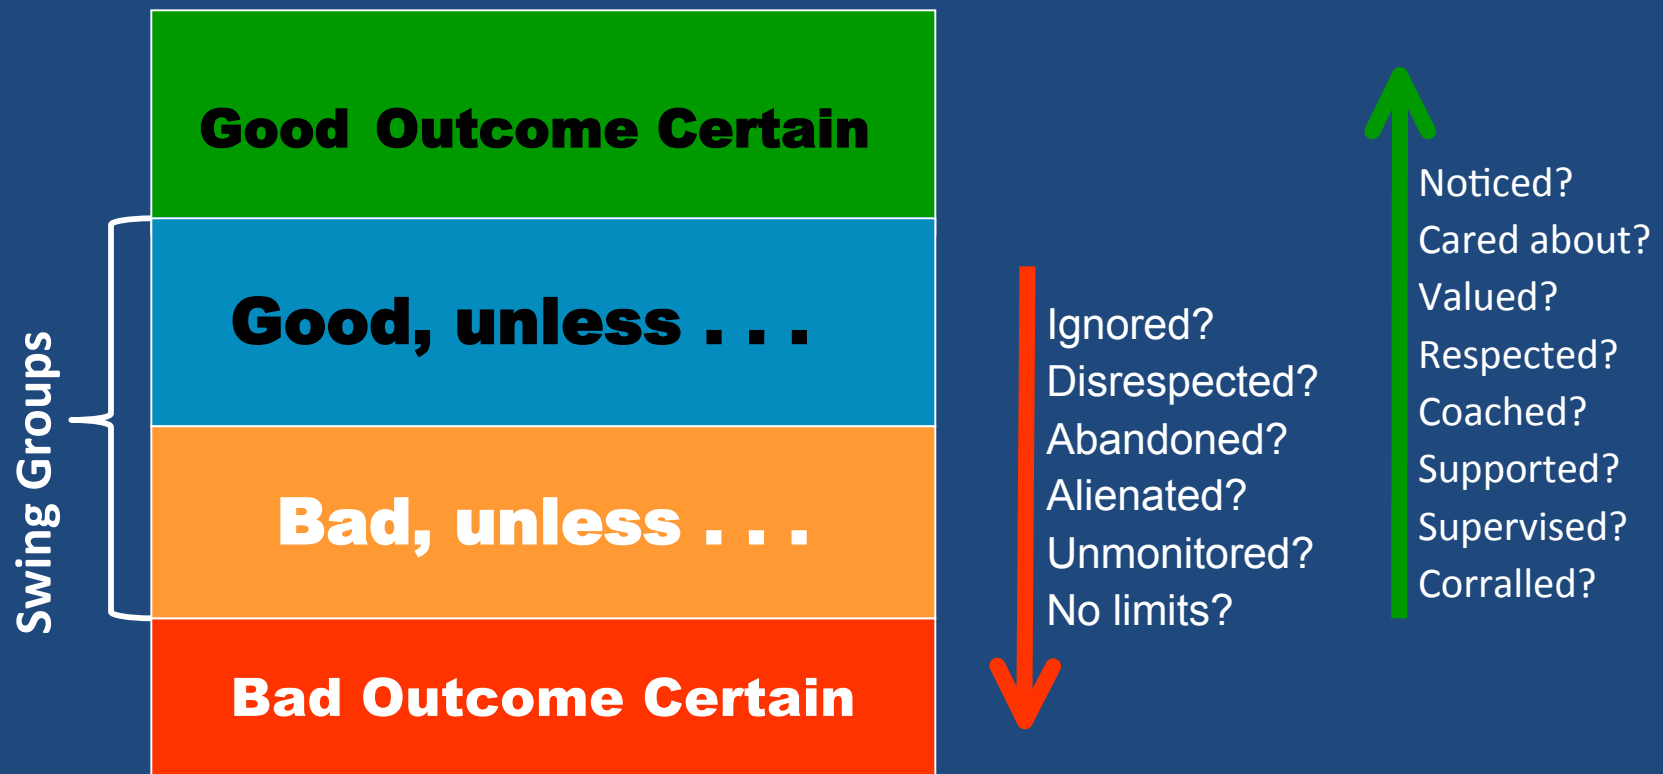 Swing Groups
Good Outcome Certain
Good, unless . . .
Bad, unless . . .
Bad Outcome Certain
Ignored?
Disrespected?
Abandoned?
Alienated?
Unmonitored?
No limits?
Noticed?
Cared about?
Valued?
Respected?
Coached?
Supported?
Supervised?
Corralled?